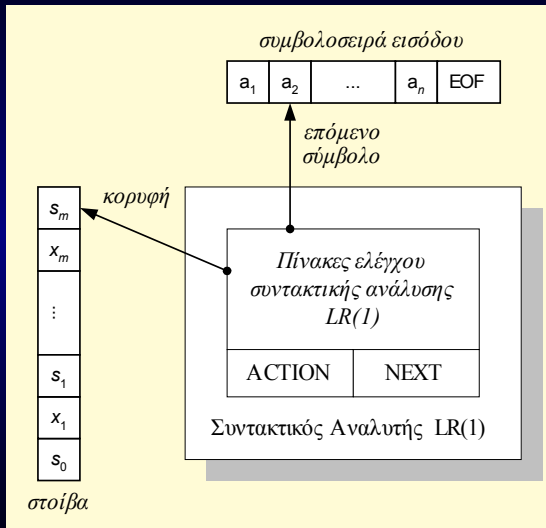 συμβολοσειρά εισόδου
a1 a2 ... an EOF
επόμενο
σύμβολο
κορυφή
sm
xm
...
s1
x1
s0
στοίβα
Πίνακες ελέγχου
συντακτικής ανάλυσης
LR(1)
ACTION NEXT
Συντακτικός Αναλυτής LR(1)